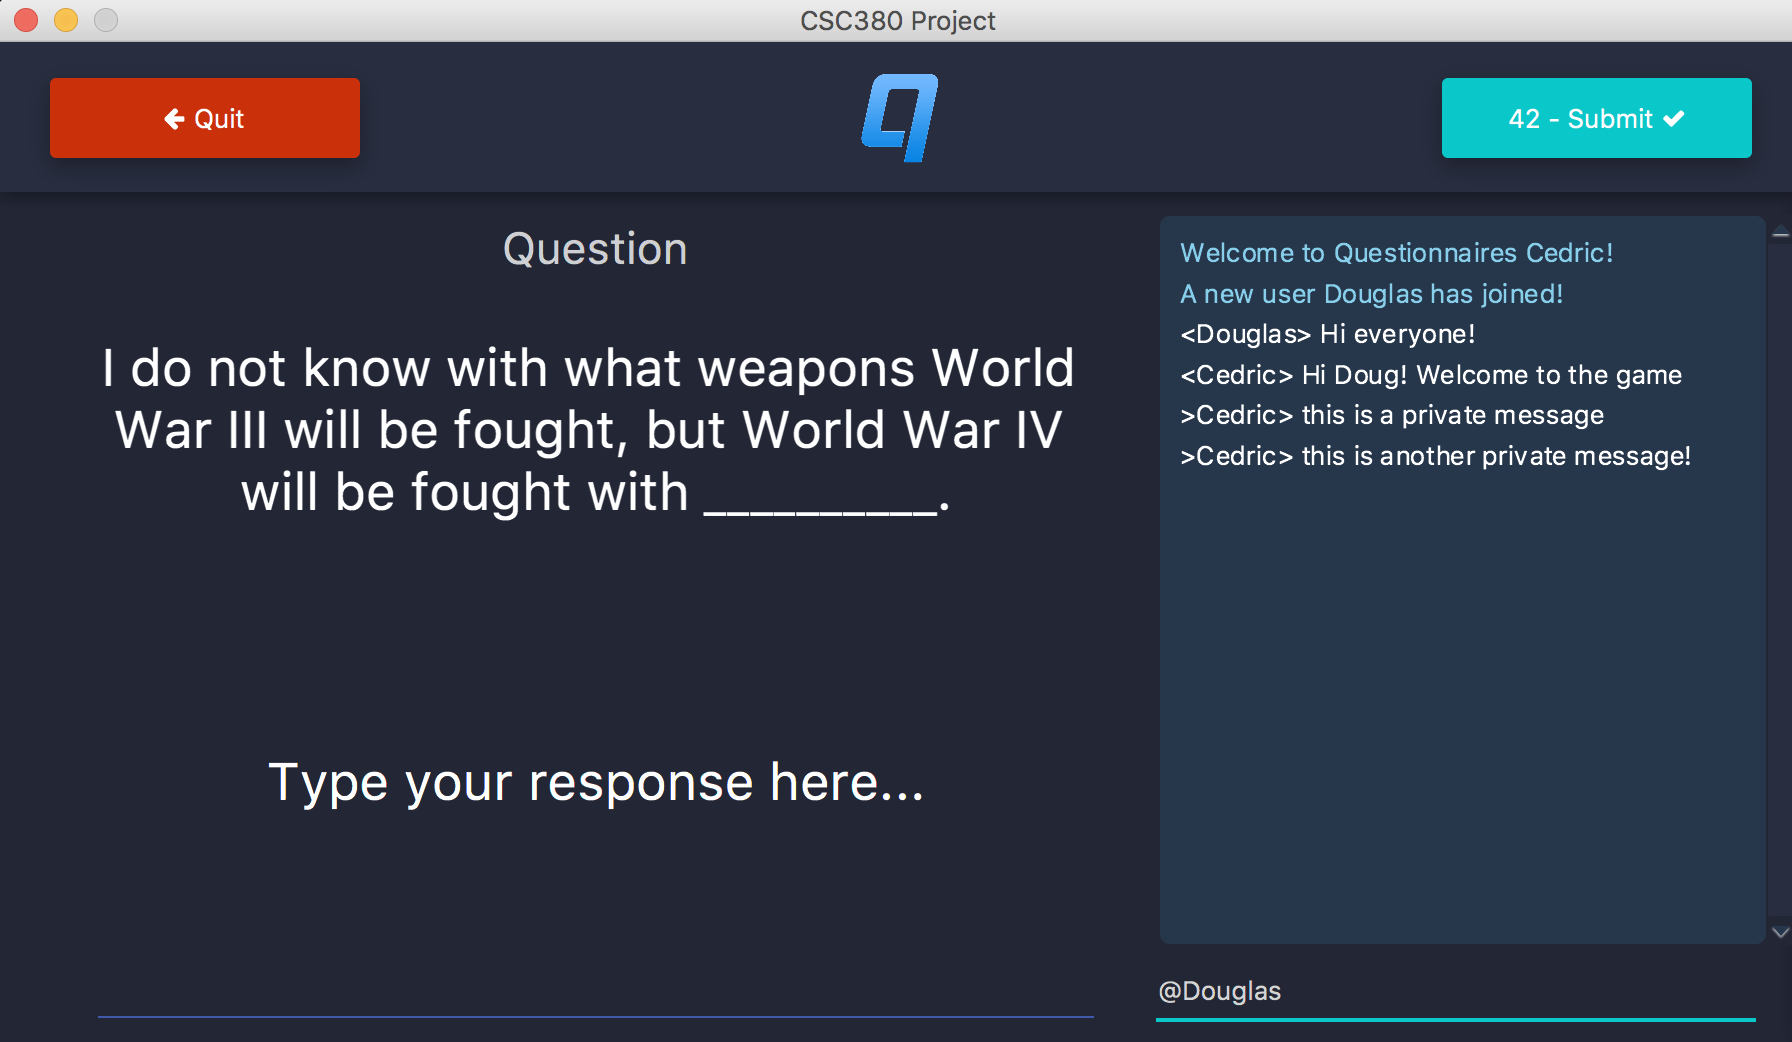 CSC380 Project
Quit
42 - Submit
Question
I do not know with what weapons World
War III will be fought, but World War IV
will be fought with __________.
Type your response here...
Welcome to Questionnaires Cedric!
A new user Douglas has joined!
<Douglas> Hi everyone!
<Cedric> Hi Doug! Welcome to the game
>Cedric> this is a private message
>Cedric> this is another private message!
@Douglas